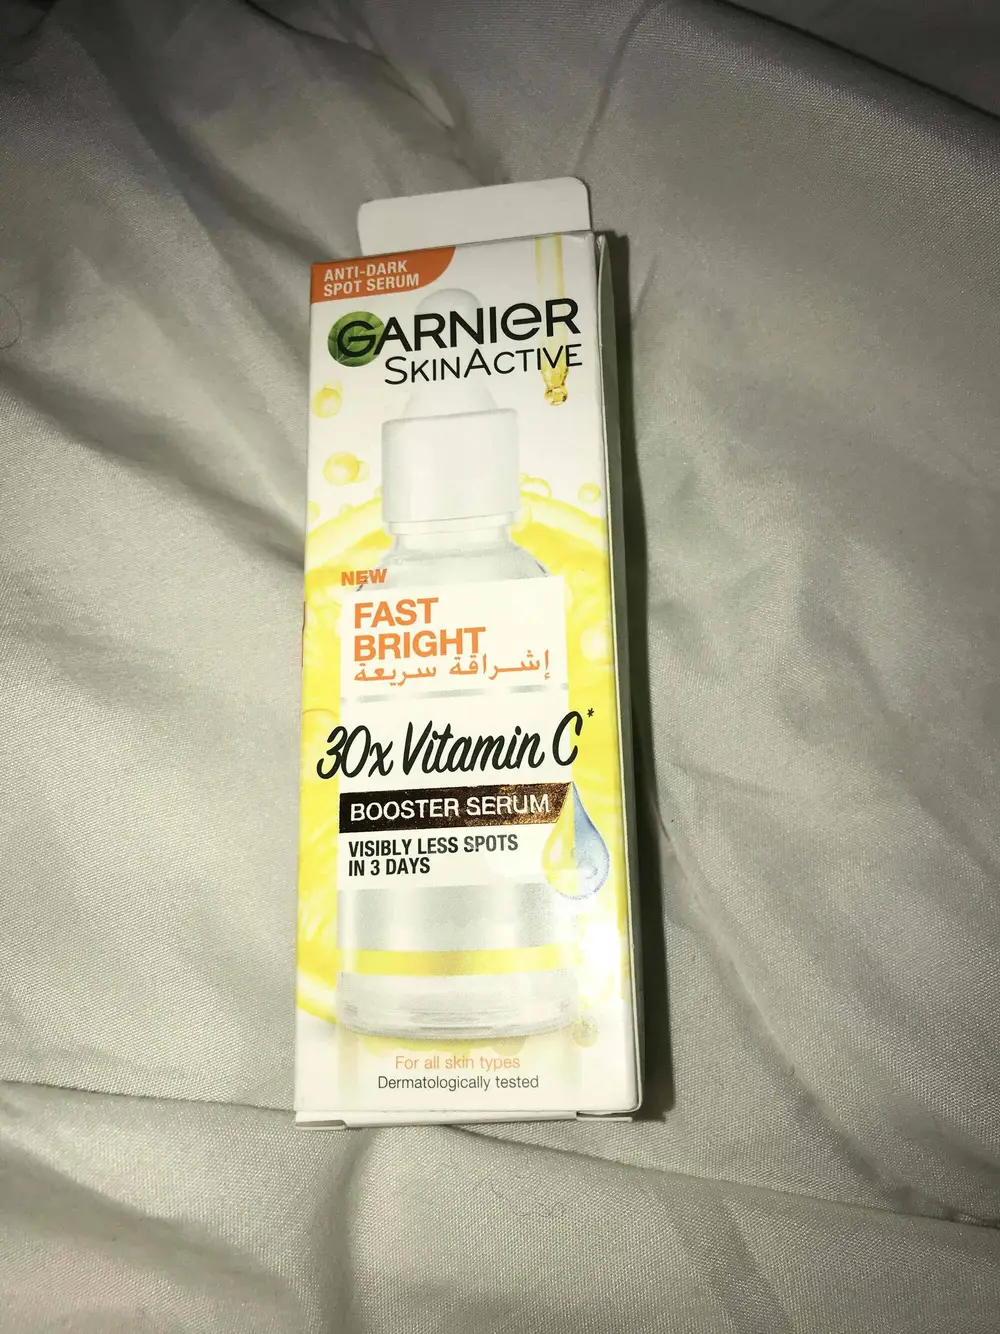 ANTI-DARK
SPOT SERUM
GARNIER
SKINACTIVE
NEW
FAST
BRIGHT
إشراقة سريعة
30x Vitamin C*
BOOSTER SERUM
VISIBLY LESS SPOTS
IN 3 DAYS
For all skin types
Dermatologically tested